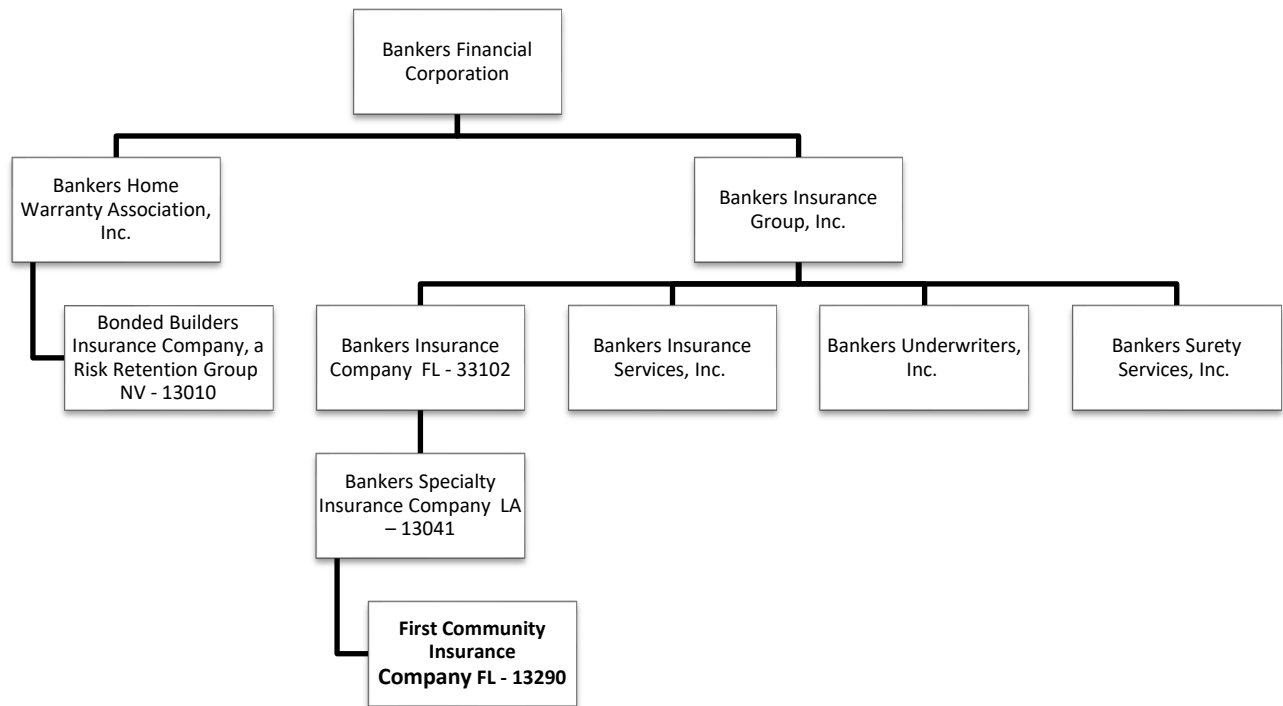 Bankers Financial
Corporation
Bankers Home
Warranty Association,
Inc.
Bankers Insurance
Group, Inc.
Bonded Builders
Insurance Company, a
Risk Retention Group
NV - 13010
Bankers Insurance
Company  FL - 33102
Bankers Insurance
Services, Inc.
Bankers Underwriters,
Inc.
Bankers Surety
Services, Inc.
Bankers Specialty
Insurance Company  LA
– 13041
First Community
Insurance
Company FL - 13290